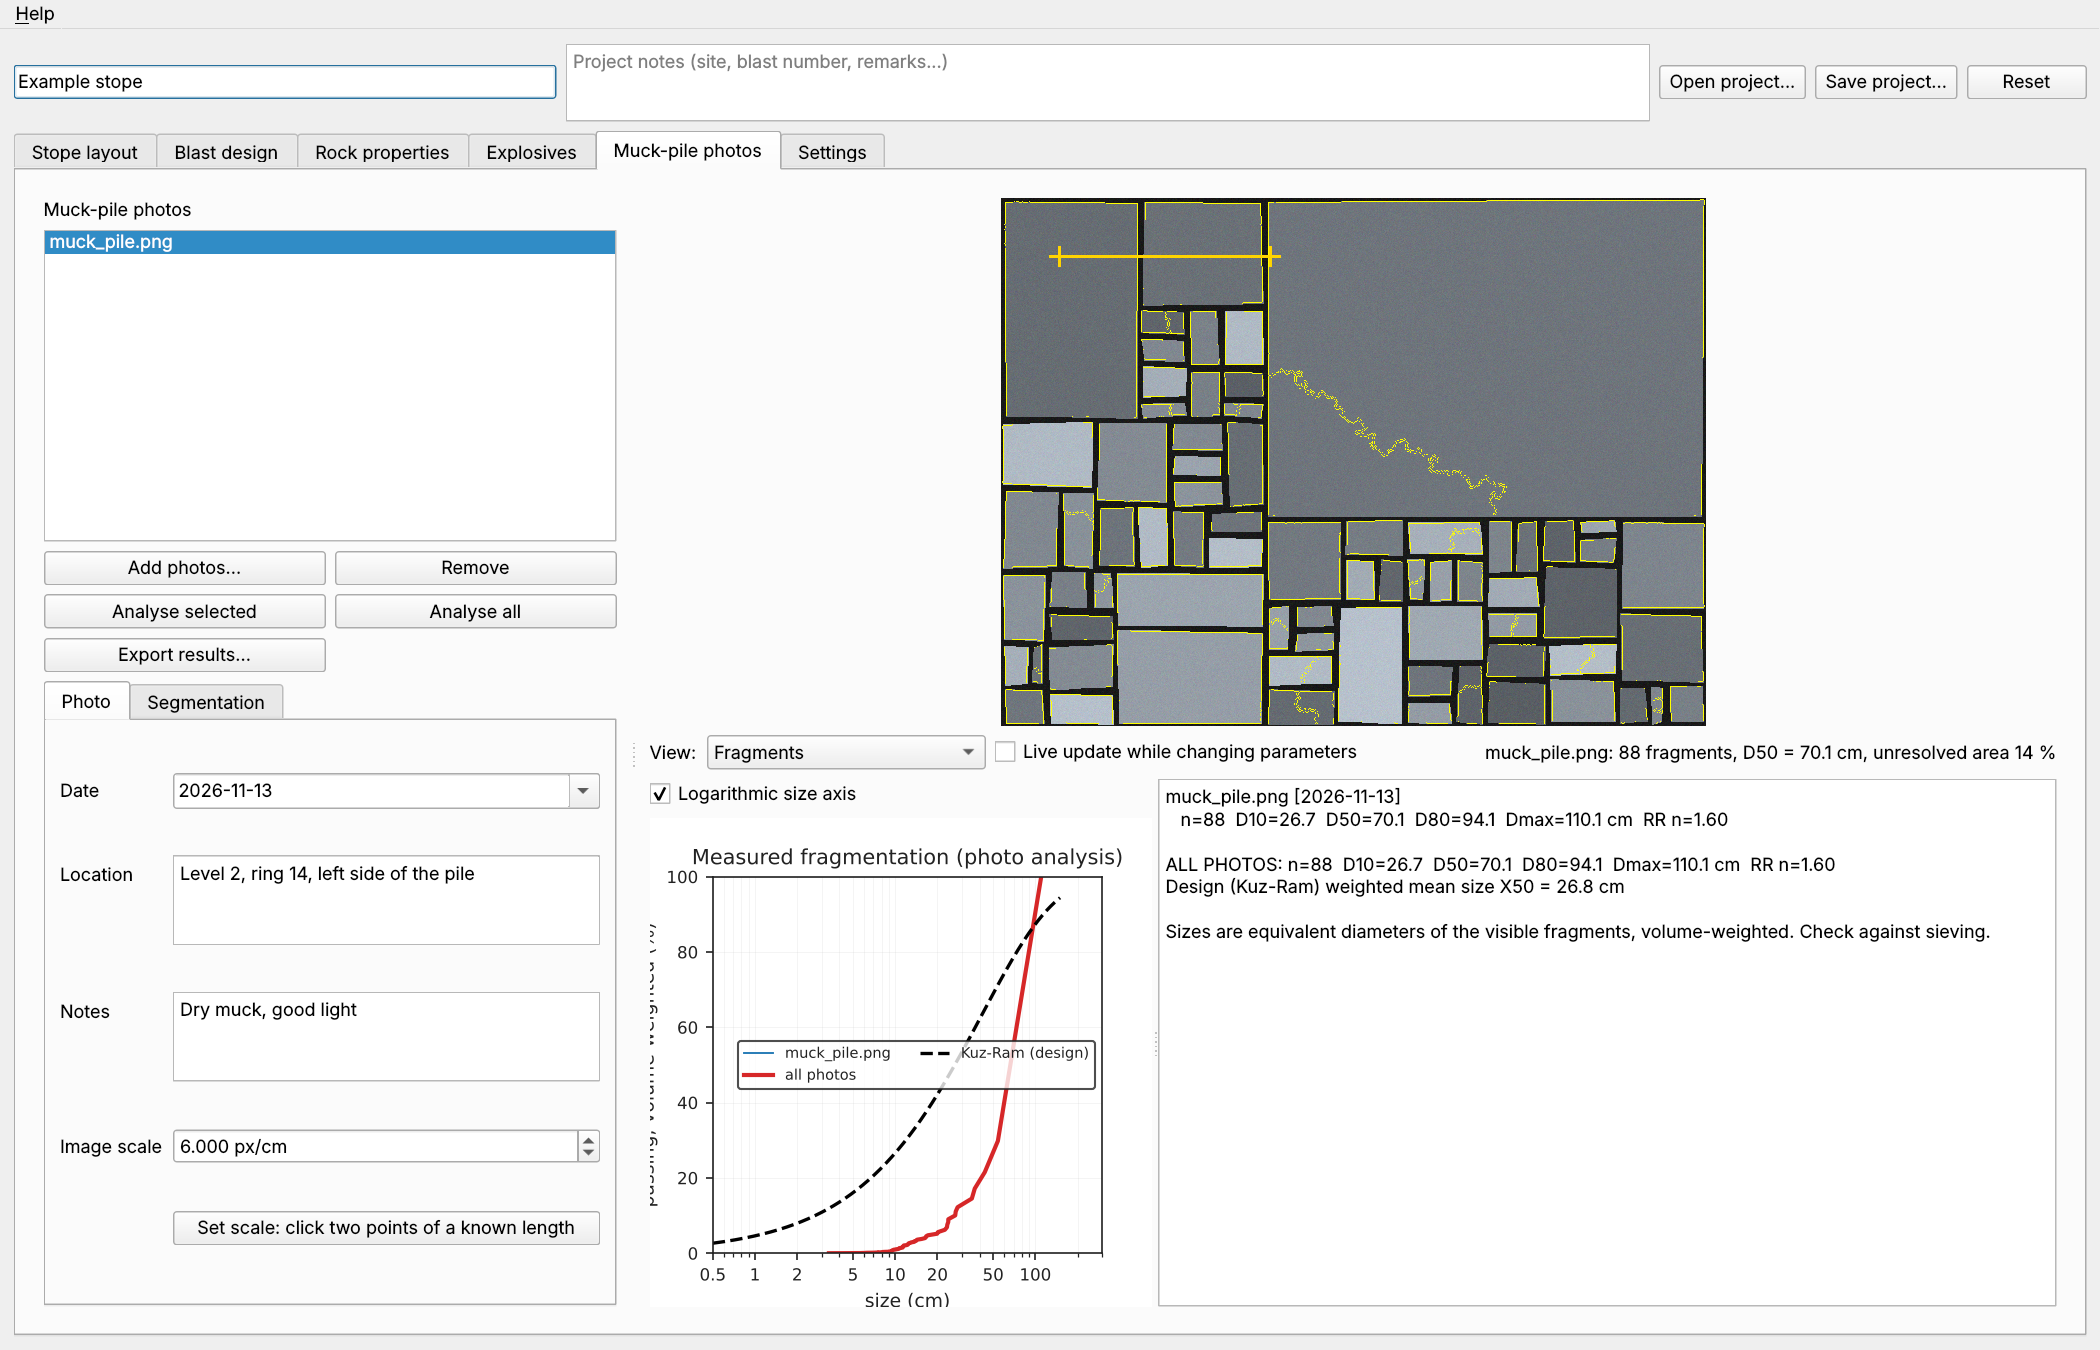 Help
Example stope
Project notes (site, blast number, remarks...)
Open project...
Save project...
Reset
Stope layout
Blast design
Rock properties
Explosives
Muck-pile photos
Settings
Muck-pile photos
muck_pile.png
Add photos...
Remove
Analyse selected
Analyse all
Export results...
Photo
Segmentation
Date
2026-11-13
Location
Level 2, ring 14, left side of the pile
Notes
Dry muck, good light
Image scale
6.000 px/cm
Set scale: click two points of a known length
View:
Fragments
Live update while changing parameters
muck_pile.png: 88 fragments, D50 = 70.1 cm, unresolved area 14 %
Logarithmic size axis
Measured fragmentation (photo analysis)
100
80
60
40
20
0
muck_pile.png
all photos
Kuz-Ram (design)
0.5 1 2 5 10 20 50 100
size (cm)
muck_pile.png [2026-11-13]
n=88 D10=26.7 D50=70.1 D80=94.1 Dmax=110.1 cm RR n=1.60
ALL PHOTOS: n=88 D10=26.7 D50=70.1 D80=94.1 Dmax=110.1 cm RR n=1.60
Design (Kuz-Ram) weighted mean size X50 = 26.8 cm
Sizes are equivalent diameters of the visible fragments, volume-weighted. Check against sieving.